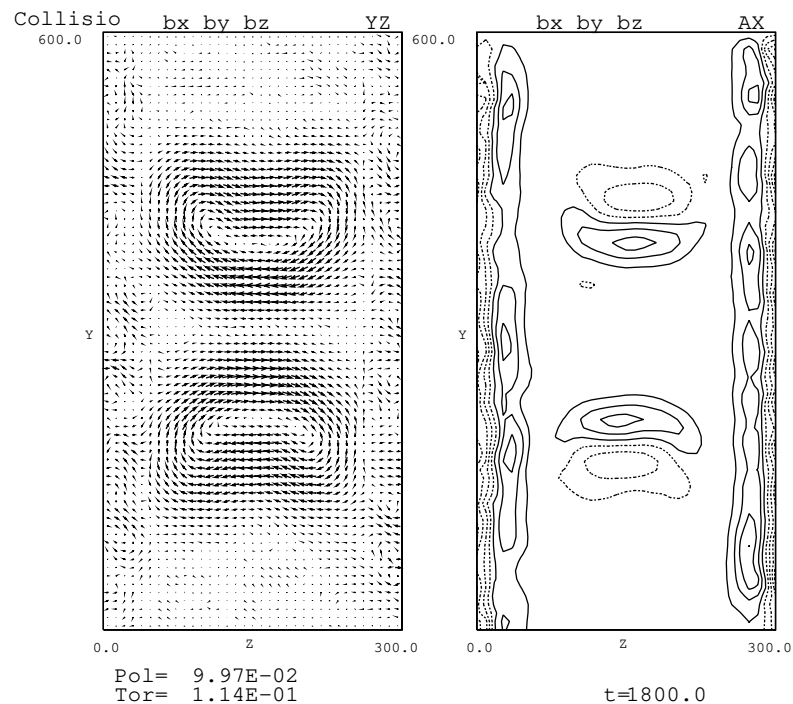 Collisio bx by bz YZ bx by bz AX
600.0 600.0
Y Y
0.0 Z 300.0 0.0 Z 300.0
Pol= 9.97E-02
Tor= 1.14E-01 t=1800.0